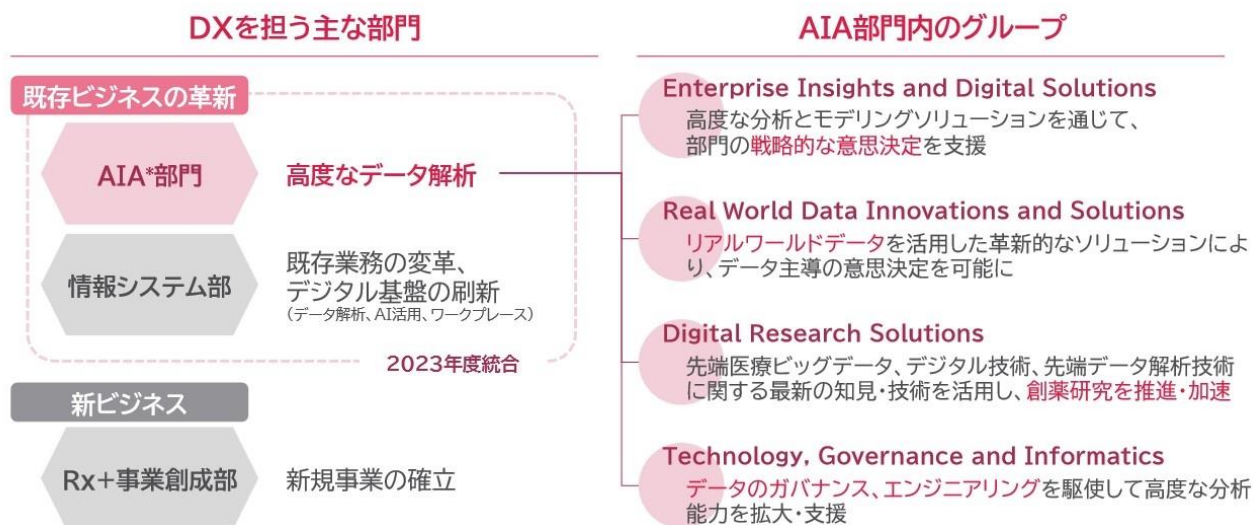 DXを担う主な部門
既存ビジネスの革新
AIA*部門
高度なデータ解析
情報システム部
既存業務の変革、
デジタル基盤の刷新
（データ解析、AI活用、ワークプレース）
2023年度統合
新ビジネス
Rx+事業創成部
新規事業の確立
AIA部門内のグループ
Enterprise Insights and Digital Solutions
高度な分析とモデリングソリューションを通じて、
部門の戦略的な意思決定を支援
Real World Data Innovations and Solutions
リアルワールドデータを活用した革新的なソリューションによ
り、データ主導の意思決定を可能に
Digital Research Solutions
先端医療ビッグデータ、デジタル技術、先端データ解析技術
に関する最新の知見・技術を活用し、創薬研究を推進・加速
Technology, Governance and Informatics
データのガバナンス、エンジニアリングを駆使して高度な分析
能力を拡大・支援